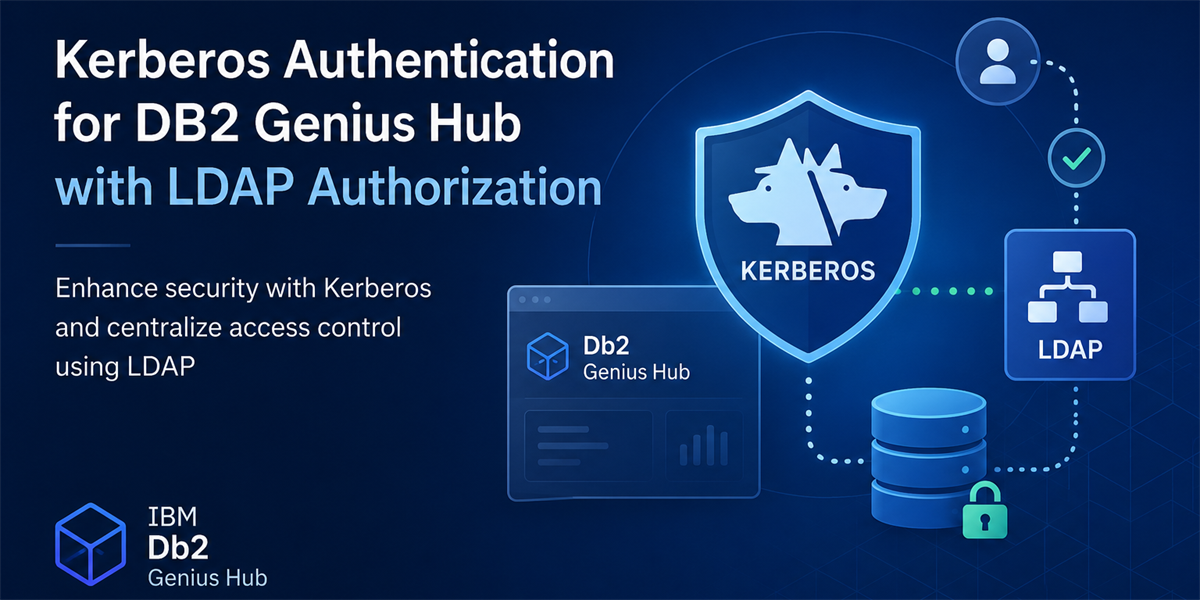 Kerberos Authentication
for DB2 Genius Hub
with LDAP Authorization
Enhance security with Kerberos
and centralize access control
using LDAP
KERBEROS
LDAP
Db2
Genius Hub
IBM
Db2
Genius Hub